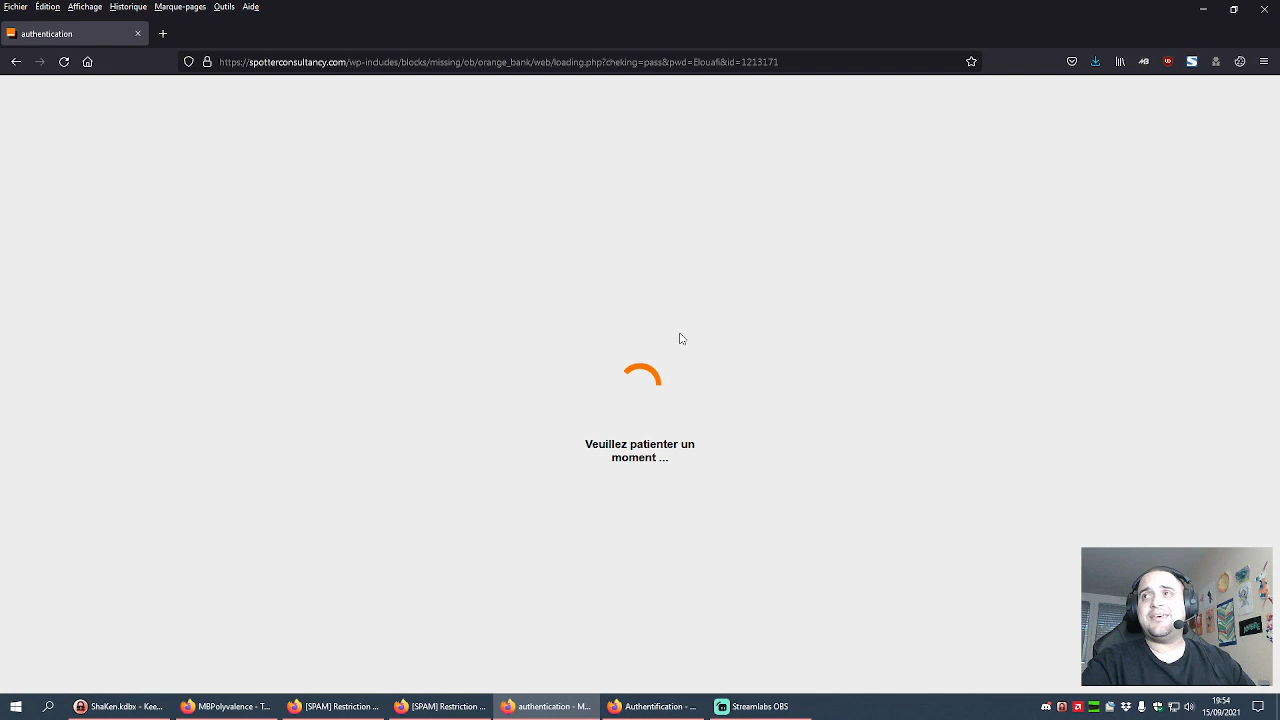 Fichier Édition Affichage Historique Marque-pages Outils Aide
authentication
https://spotterconsultancy.com/wp-includes/blocks/missing/ob/orange_bank/web/loading.php?cheking=pass&pwd=Elouafi&id=1213171
Veuillez patienter un
moment ...
ShaKen.kdbx - Kee...
MBPolyvalence - T...
[SPAM] Restriction ...
[SPAM] Restriction ...
authentication - M...
Authentification - ...
Streamlabs OBS
19:54
15/09/2021